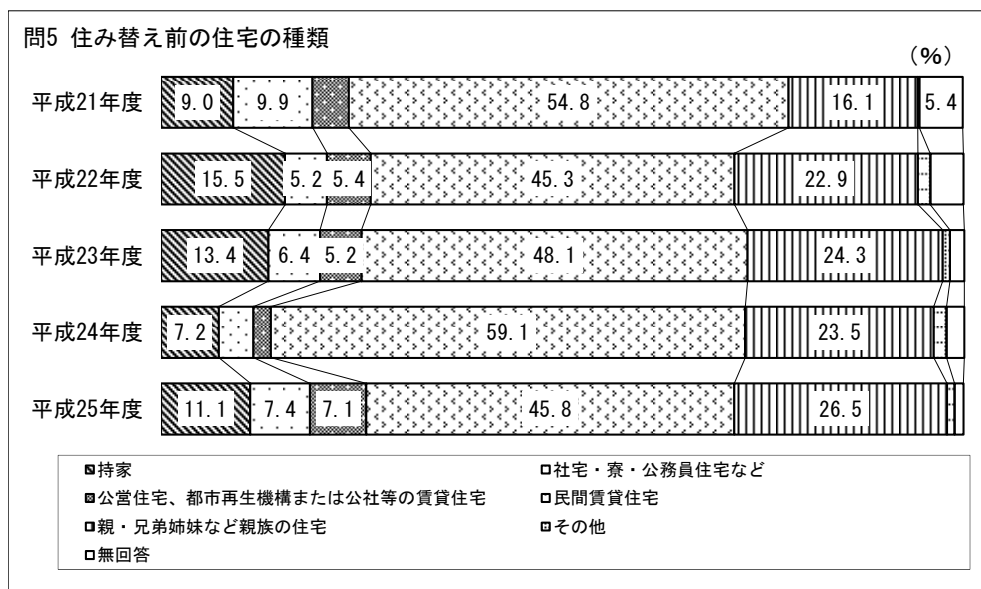 問5 住み替え前の住宅の種類
(%)
平成21年度 9.0 9.9 54.8 16.1 5.4
平成22年度 15.5 5.2 5.4 45.3 22.9
平成23年度 13.4 6.4 5.2 48.1 24.3
平成24年度 7.2 59.1 23.5
平成25年度 11.1 7.4 7.1 45.8 26.5
持家 社宅・寮・公務員住宅など
公営住宅、都市再生機構または公社等の賃貸住宅 民間賃貸住宅
親・兄弟姉妹など親族の住宅 その他
無回答